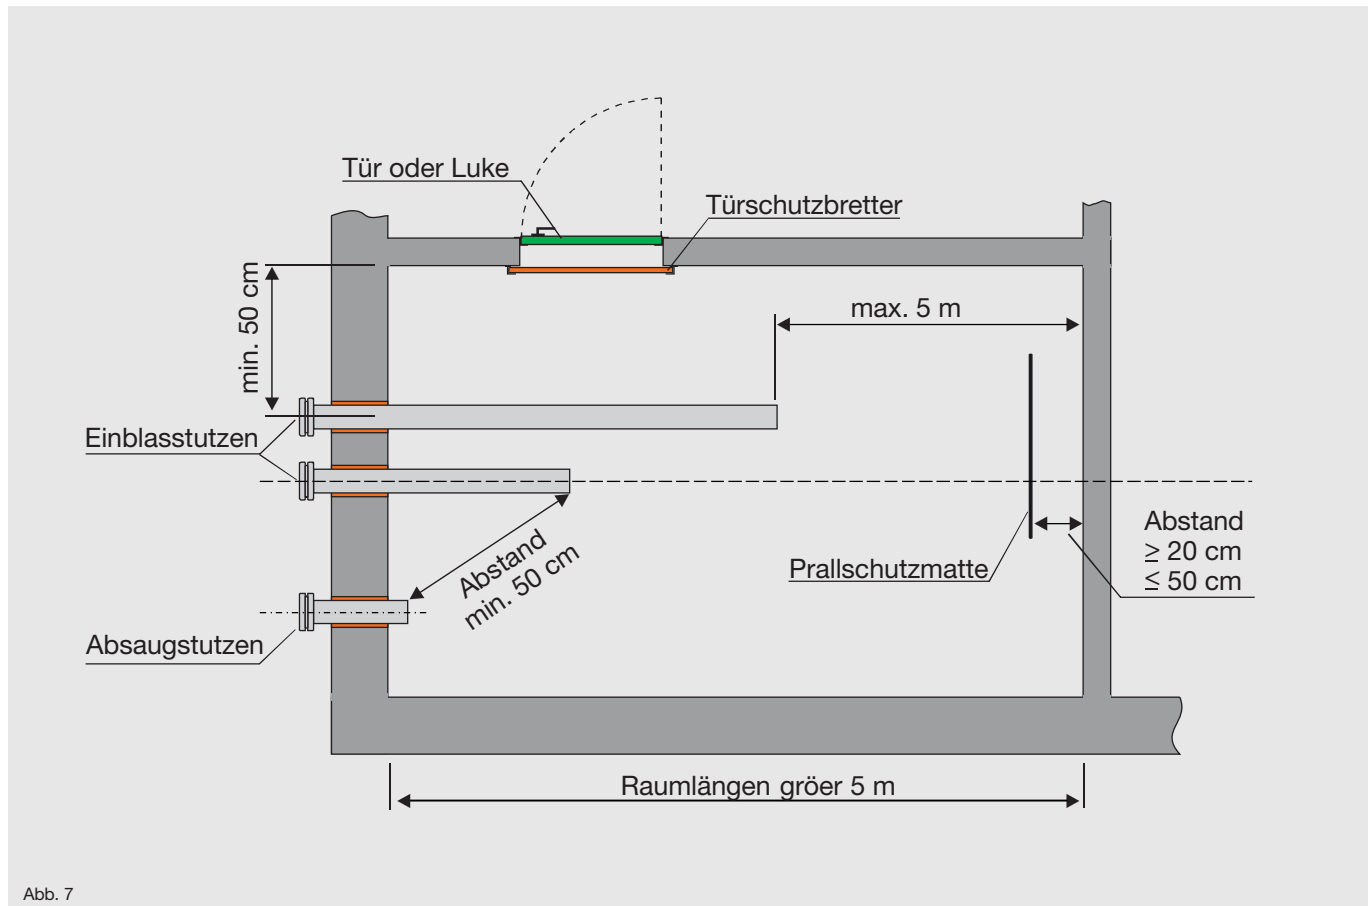 Tür oder Luke
Türschutzbretter
min. 50 cm
max. 5 m
Einblasstutzen
Abstand
min. 50 cm
Prallschutzmatte
Abstand
≥ 20 cm
≤ 50 cm
Absaugstutzen
Raumlängen gröer 5 m
Abb. 7